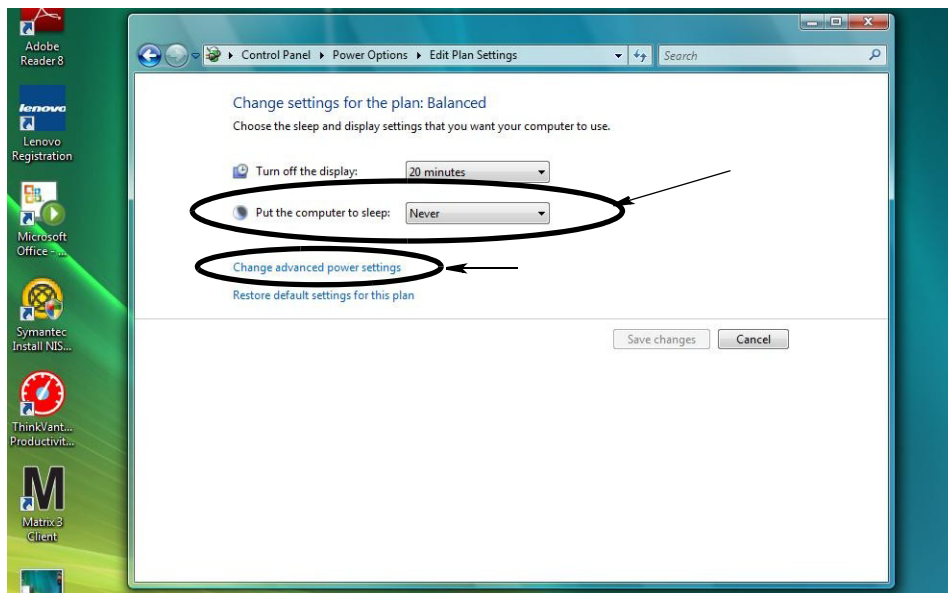 Adobe
Reader 8
lenovo
Lenovo
Registration
Microsoft
Office - ...
Symantec
Install NIS...
ThinkVant...
Productivit...
M
Matrix 3
Client
Control Panel
Power Options
Edit Plan Settings
Search
Change settings for the plan: Balanced
Choose the sleep and display settings that you want your computer to use.
Turn off the display: 20 minutes
Put the computer to sleep: Never
Change advanced power settings
Restore default settings for this plan
Save changes Cancel